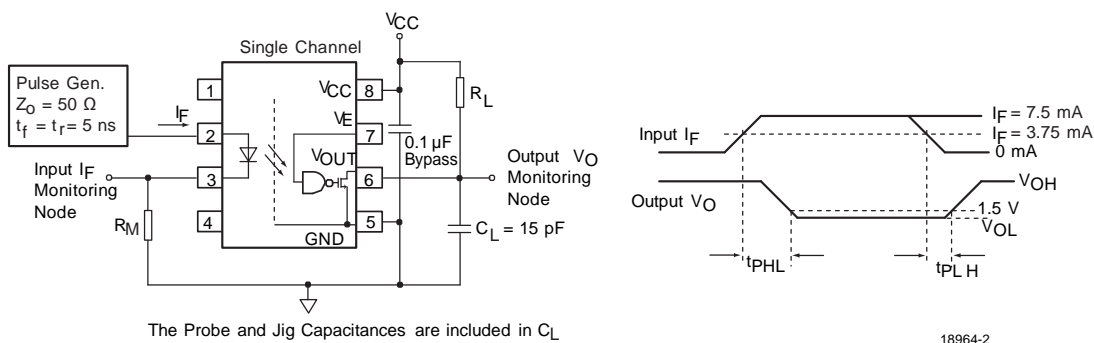 VCC
Single Channel
Pulse Gen.
ZO = 50 Ω
tf = tr = 5 ns
IF
1
2
3
4
VCC
8
VE
7
VOUT
6
5
GND
RL
0.1 µF
Bypass
Output VO
Monitoring
Node
Input IF
Monitoring
Node
RM
CL = 15 pF
The Probe and Jig Capacitances are included in CL
Input IF
IF = 7.5 mA
IF = 3.75 mA
0 mA
Output VO
VOH
1.5 V
VOL
tPHL
tPL H
18964-2